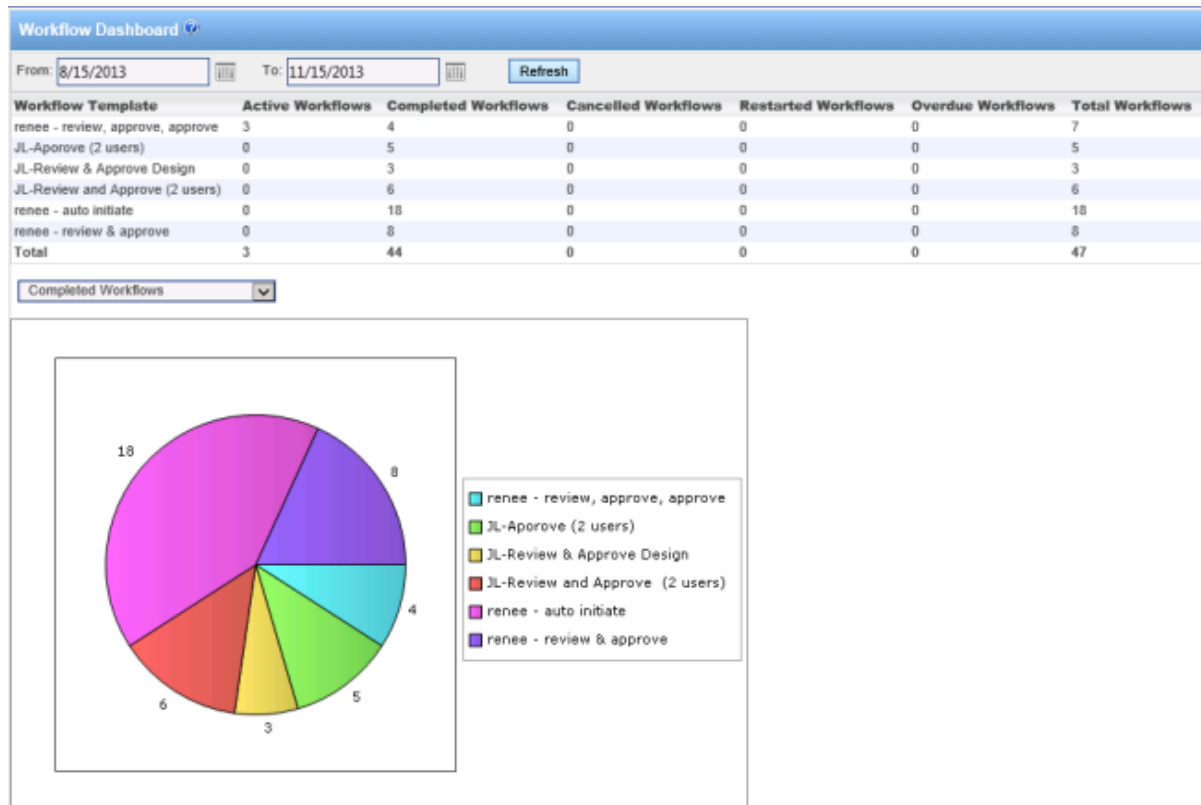 Workflow Dashboard ?
From: 8/15/2013 To: 11/15/2013 Refresh
Workflow Template Active Workflows Completed Workflows Cancelled Workflows Restarted Workflows Overdue Workflows Total Workflows
renee - review, approve, approve 3 4 0 0 0 7
JL-Aporove (2 users) 0 5 0 0 0 5
JL-Review & Approve Design 0 3 0 0 0 3
JL-Review and Approve (2 users) 0 6 0 0 0 6
renee - auto initiate 0 18 0 0 0 18
renee - review & approve 0 8 0 0 0 8
Total 3 44 0 0 0 47
Completed Workflows
18
8
4
5
3
6
renee - review, approve, approve
JL-Aporove (2 users)
JL-Review & Approve Design
JL-Review and Approve (2 users)
renee - auto initiate
renee - review & approve